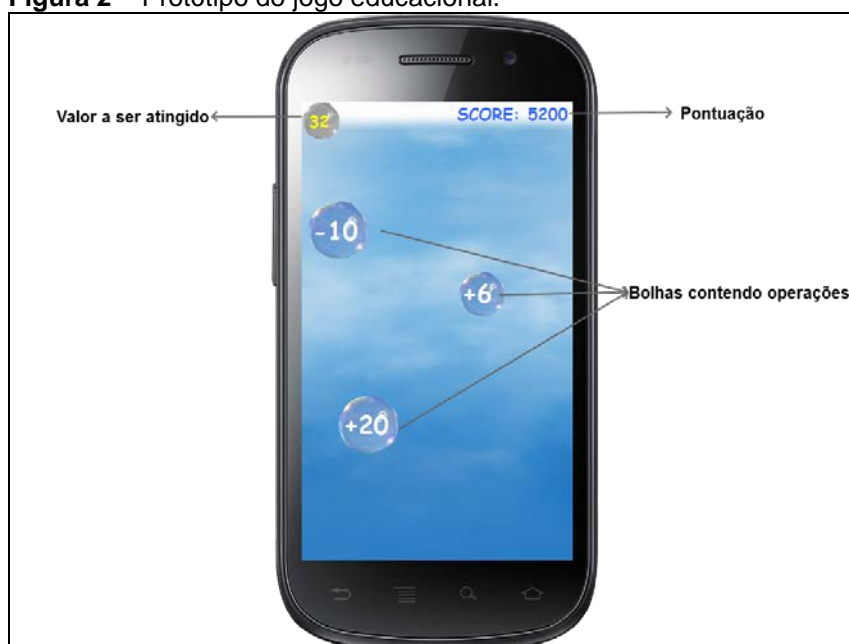 Figura 2 – Protótipo do jogo educacional.
Valor a ser atingido
32
SCORE: 5200
Pontuação
-10
+6
Bolhas contendo operações
+20